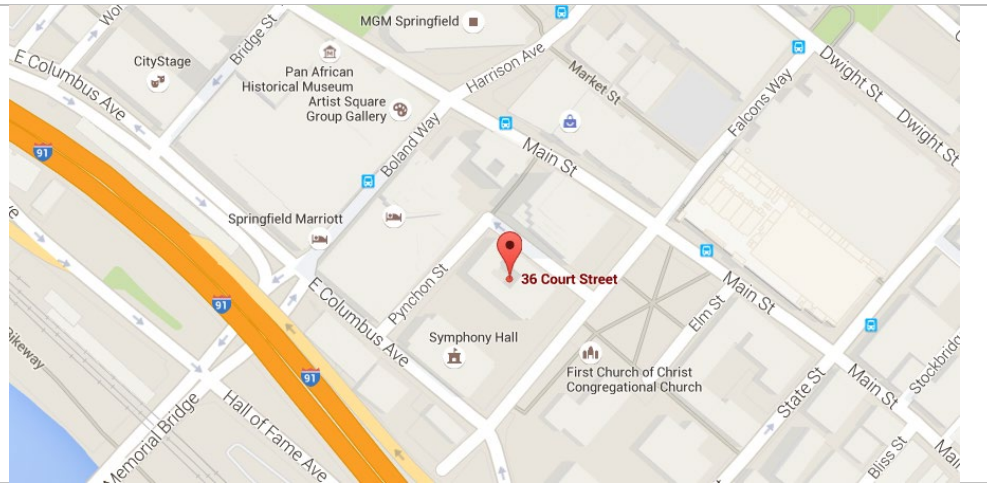 MGM Springfield
Wor
Bridge St
CityStage
E Columbus Ave
Pan African
Historical Museum
Artist Square
Group Gallery
Harrison Ave
Market St
Dwight St
Dwight St
Falcons Way
91
Boland Way
Main St
Springfield Marriott
36 Court Street
Pynchon St
E Columbus Ave
Main St
Elm St
91
Symphony Hall
First Church of Christ
Congregational Church
91
Bikeway
Memorial Bridge
Hall of Fame Ave
State St
Main St
Stockbridg
Bliss St
Mai